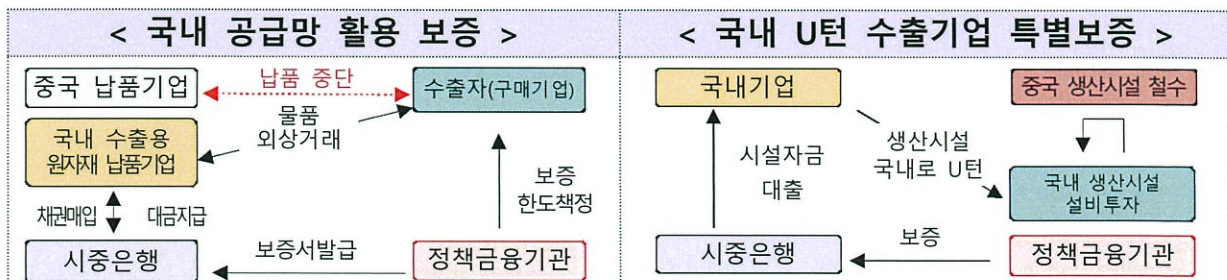 < 국내 공급망 활용 보증 >
중국 납품기업
납품 중단
수출자(구매기업)
물품
외상거래
국내 수출용
원자재 납품기업
보증
한도책정
채권매입
대금지급
시중은행
보증서발급
정책금융기관
< 국내 U턴 수출기업 특별보증 >
국내기업
중국 생산시설 철수
생산시설
국내로 U턴
시설자금
대출
국내 생산시설
설비투자
시중은행
보증
정책금융기관